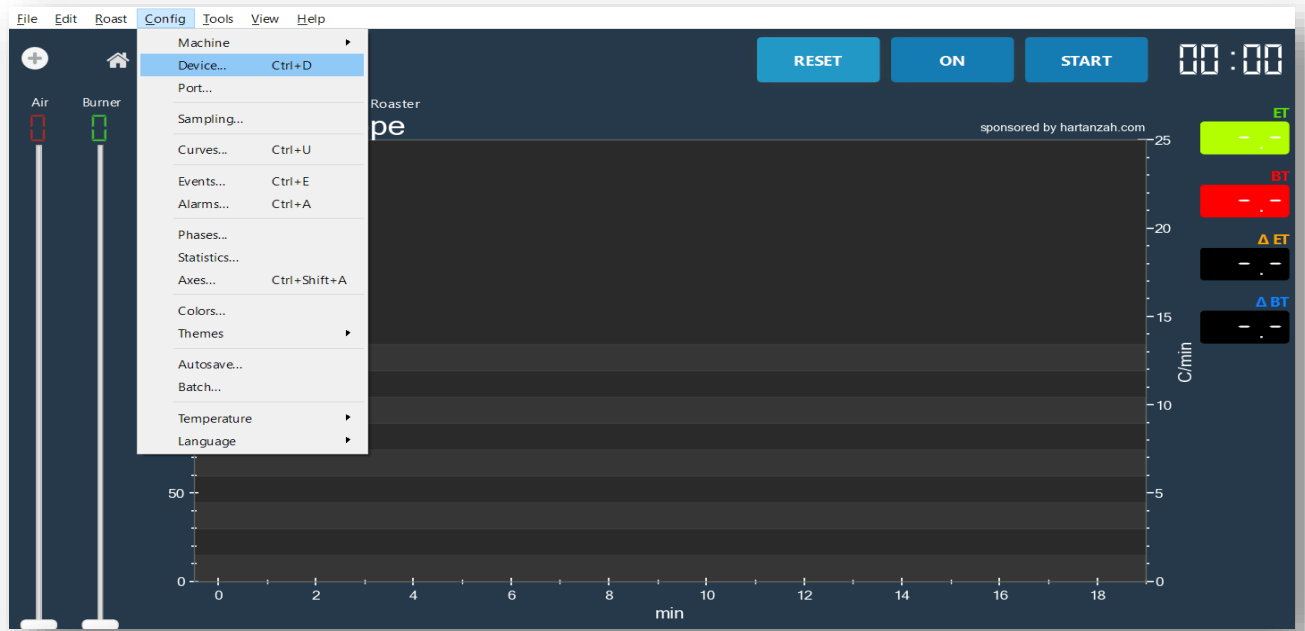 File Edit Roast Config Tools View Help
Machine
Device... Ctrl+D
Port...
Sampling...
Curves... Ctrl+U
Events... Ctrl+E
Alarms... Ctrl+A
Phases...
Statistics...
Axes... Ctrl+Shift+A
Colors...
Themes
Autosave...
Batch...
Temperature
Language
RESET ON START 00:00
Air Burner
0 0
Roaster
pe
sponsored by hartanzah.com
ET
-.-
BT
-.-
Δ ET
-.-
Δ BT
-.-
25
20
15
10
5
0
C/min
50
0
0 2 4 6 8 10 12 14 16 18
min